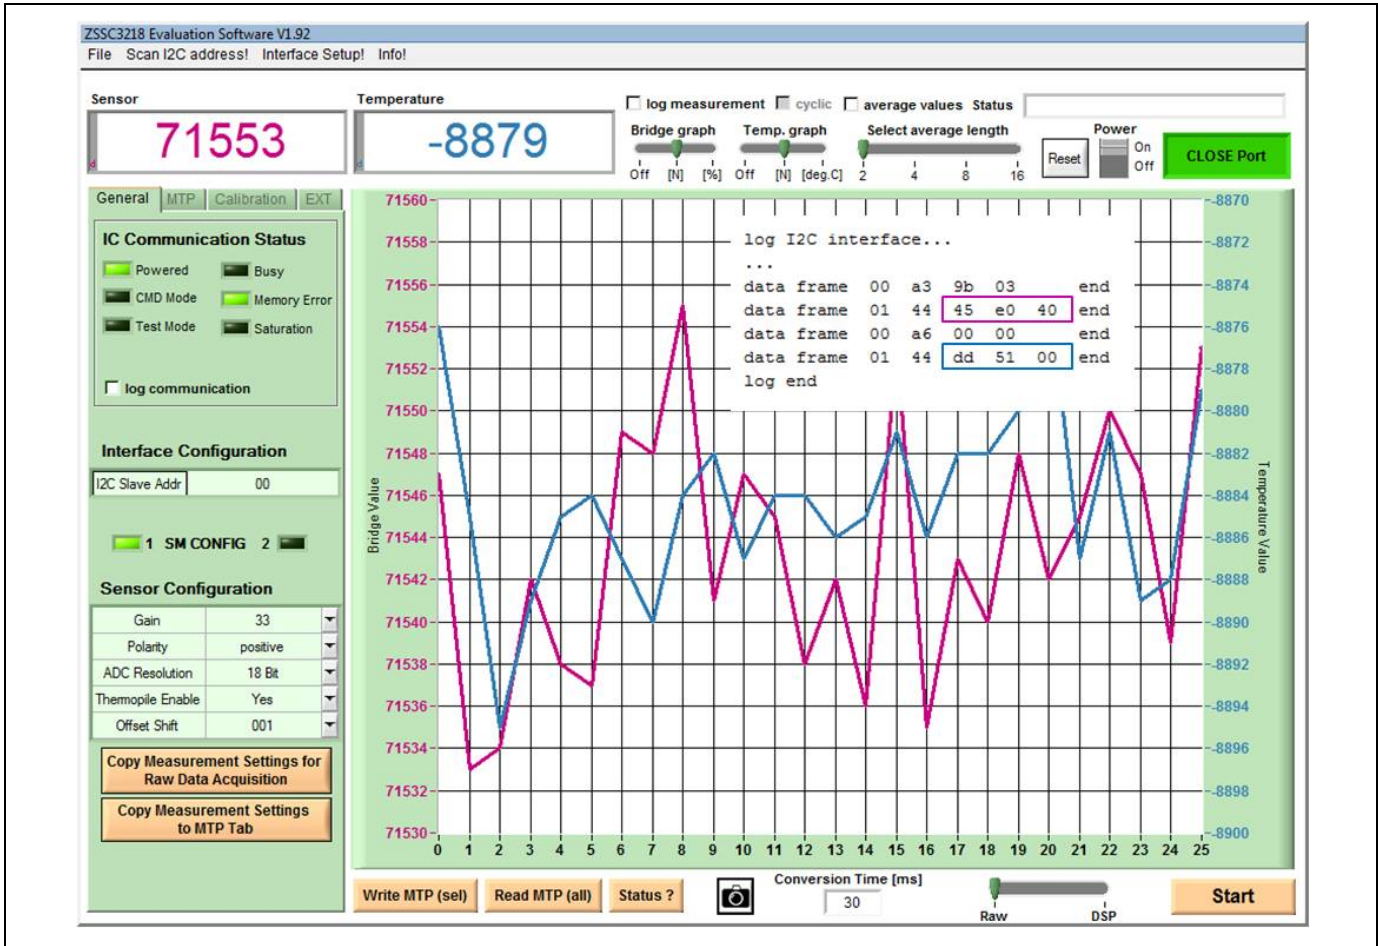 ZSSC3218 Evaluation Software V1.92
File Scan I2C address! Interface Setup! Info!
Sensor
71553
d
Temperature
-8879
d
log measurement cyclic average values Status
Bridge graph Temp. graph Select average length
Off [N] [%] Off [N] [deg.C] 2 4 8 16
Reset
Power
On
Off
CLOSE Port
General MTP Calibration EXT
IC Communication Status
Powered Busy
CMD Mode Memory Error
Test Mode Saturation
log communication
Interface Configuration
I2C Slave Addr 00
1 SM CONFIG 2
Sensor Configuration
Gain 33
Polarity positive
ADC Resolution 18 Bit
Thermopile Enable Yes
Offset Shift 001
Copy Measurement Settings for
Raw Data Acquisition
Copy Measurement Settings
to MTP Tab
Bridge Value
71560
71558
71556
71554
71552
71550
71548
71546
71544
71542
71540
71538
71536
71534
71532
71530
log I2C interface...
...
data frame 00 a3 9b 03 end
data frame 01 44 45 e0 40 end
data frame 00 a6 00 00 end
data frame 01 44 dd 51 00 end
log end
-8870
-8872
-8874
-8876
-8878
-8880
-8882
-8884
-8886
-8888
-8890
-8892
-8894
-8896
-8898
-8900
Temperature Value
0 1 2 3 4 5 6 7 8 9 10 11 12 13 14 15 16 17 18 19 20 21 22 23 24 25
Write MTP (sel) Read MTP (all) Status ?
Conversion Time [ms]
30
Raw DSP
Start